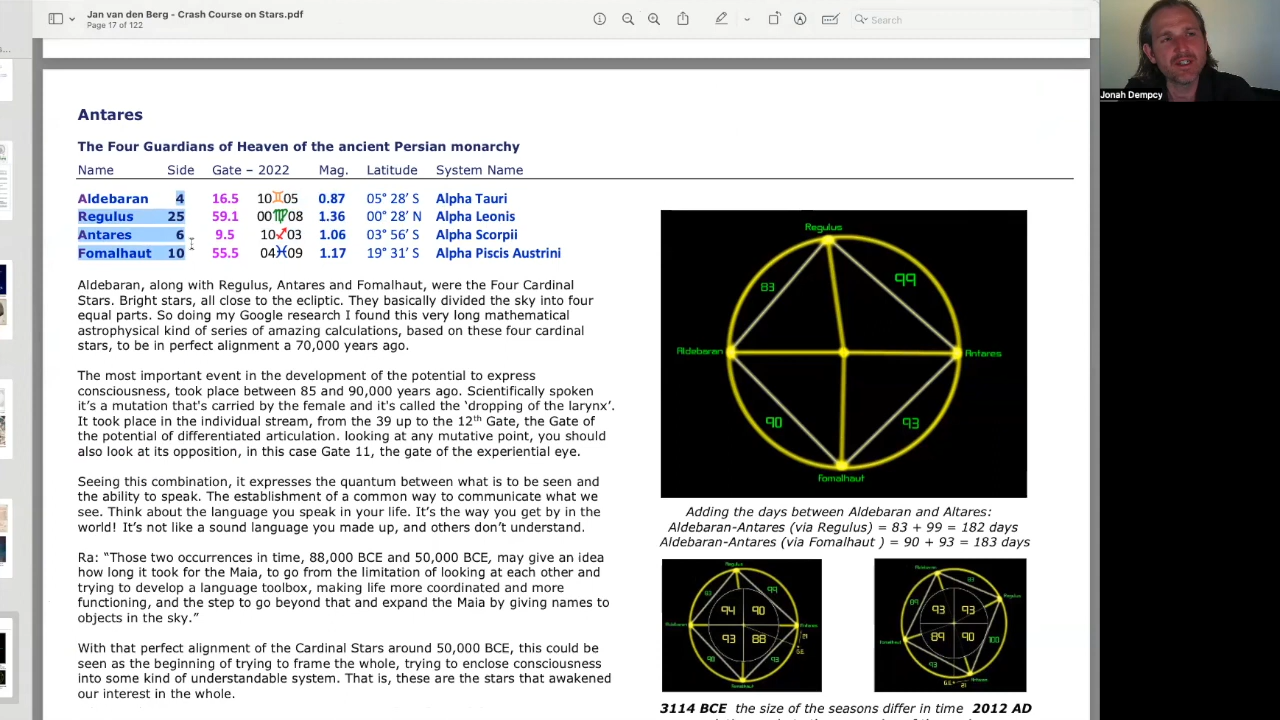 Jan van den Berg - Crash Course on Stars.pdf
Page 17 of 122
Search
Jonah Dempcy
Antares
The Four Guardians of Heaven of the ancient Persian monarchy
Name Side Gate – 2022 Mag. Latitude System Name
Aldebaran 4 16.5 10♊05 0.87 05° 28’ S Alpha Tauri
Regulus 25 59.1 00♍08 1.36 00° 28’ N Alpha Leonis
Antares 6 9.5 10♐03 1.06 03° 56’ S Alpha Scorpii
Fomalhaut 10 55.5 04♓09 1.17 19° 31’ S Alpha Piscis Austrini
Aldebaran, along with Regulus, Antares and Fomalhaut, were the Four Cardinal
Stars. Bright stars, all close to the ecliptic. They basically divided the sky into four
equal parts. So doing my Google research I found this very long mathematical
astrophysical kind of series of amazing calculations, based on these four cardinal
stars, to be in perfect alignment a 70,000 years ago.
The most important event in the development of the potential to express
consciousness, took place between 85 and 90,000 years ago. Scientifically spoken
it’s a mutation that's carried by the female and it's called the ‘dropping of the larynx’.
It took place in the individual stream, from the 39 up to the 12th Gate, the Gate of
the potential of differentiated articulation. looking at any mutative point, you should
also look at its opposition, in this case Gate 11, the gate of the experiential eye.
Seeing this combination, it expresses the quantum between what is to be seen and
the ability to speak. The establishment of a common way to communicate what we
see. Think about the language you speak in your life. It’s the way you get by in the
world! It’s not like a sound language you made up, and others don’t understand.
Ra: “Those two occurrences in time, 88,000 BCE and 50,000 BCE, may give an idea
how long it took for the Maia, to go from the limitation of looking at each other and
trying to develop a language toolbox, making life more coordinated and more
functioning, and the step to go beyond that and expand the Maia by giving names to
objects in the sky.”
With that perfect alignment of the Cardinal Stars around 50,000 BCE, this could be
seen as the beginning of trying to frame the whole, trying to enclose consciousness
into some kind of understandable system. That is, these are the stars that awakened
our interest in the whole.
Regulus
83
99
Aldebaran
Antares
90
93
Fomalhaut
Adding the days between Aldebaran and Altares:
Aldebaran-Antares (via Regulus) = 83 + 99 = 182 days
Aldebaran-Antares (via Fomalhaut ) = 90 + 93 = 183 days
Regulus
83 99
94 90
Aldebaran Antares
93 88
90 93
Fomalhaut
Aldebaran
83
Regulus
93 93
Fomalhaut
89 90
100
93
Antares
3114 BCE the size of the seasons differ in time 2012 AD